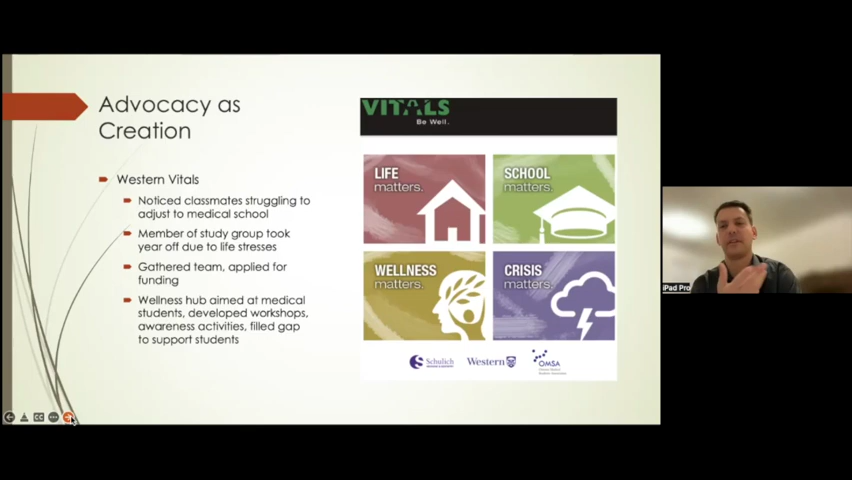 Advocacy as
Creation
Western Vitals
Noticed classmates struggling to
adjust to medical school
Member of study group took
year off due to life stresses
Gathered team, applied for
funding
Wellness hub aimed at medical
students, developed workshops,
awareness activities, filled gap
to support students
VITALS
Be Well.
LIFE
matters.
SCHOOL
matters.
WELLNESS
matters.
CRISIS
matters.
Schulich
Western
OMSA
CC
iPad Pro